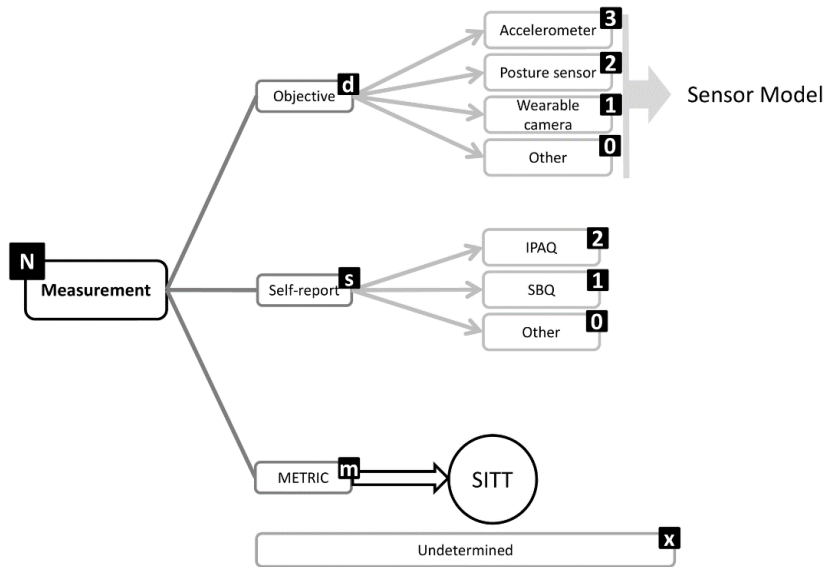 N
Measurement
Objective
d
Accelerometer
3
Posture sensor
2
Wearable
camera
1
Other
0
Sensor Model
Self-report
s
IPAQ
2
SBQ
1
Other
0
METRIC
m
SITT
Undetermined
x